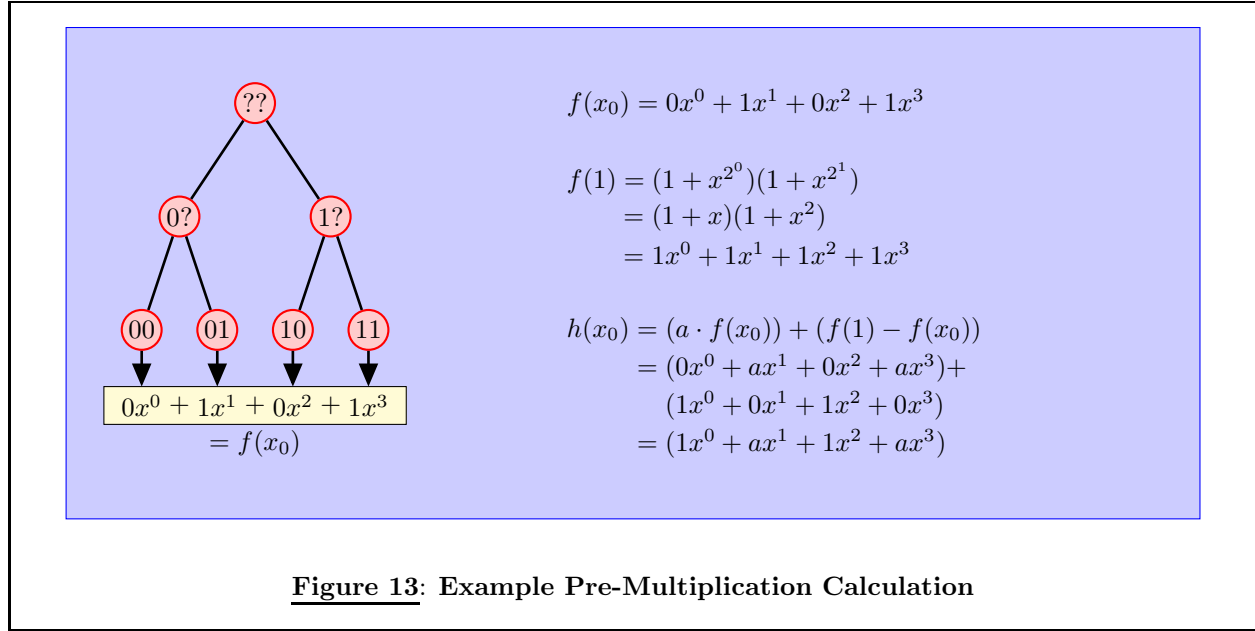 ??
0? 1?
00 01 10 11
0x^0 + 1x^1 + 0x^2 + 1x^3
= f(x_0)
f(x_0) = 0x^0 + 1x^1 + 0x^2 + 1x^3
f(1) = (1 + x^{2^0})(1 + x^{2^1})
= (1 + x)(1 + x^2)
= 1x^0 + 1x^1 + 1x^2 + 1x^3
h(x_0) = (a · f(x_0)) + (f(1) − f(x_0))
= (0x^0 + ax^1 + 0x^2 + ax^3)+
(1x^0 + 0x^1 + 1x^2 + 0x^3)
= (1x^0 + ax^1 + 1x^2 + ax^3)
Figure 13: Example Pre-Multiplication Calculation